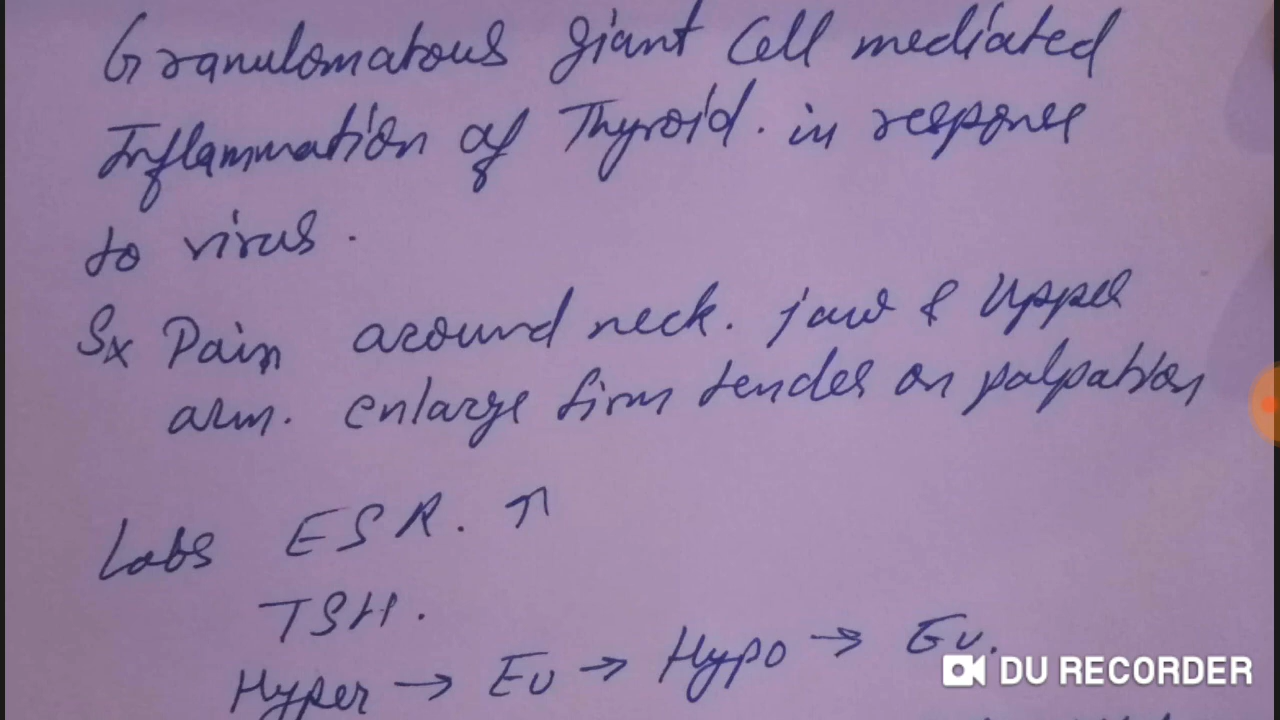 Granulomatous giant Cell mediated
Inflammation of Thyroid. in response
to virus.
Sx Pain around neck. jaw & Upper
arm. enlarge firm tender on palpation
Labs ESR. ↑
TSH.
Hyper → Eu → Hypo → Eu.
DU RECORDER